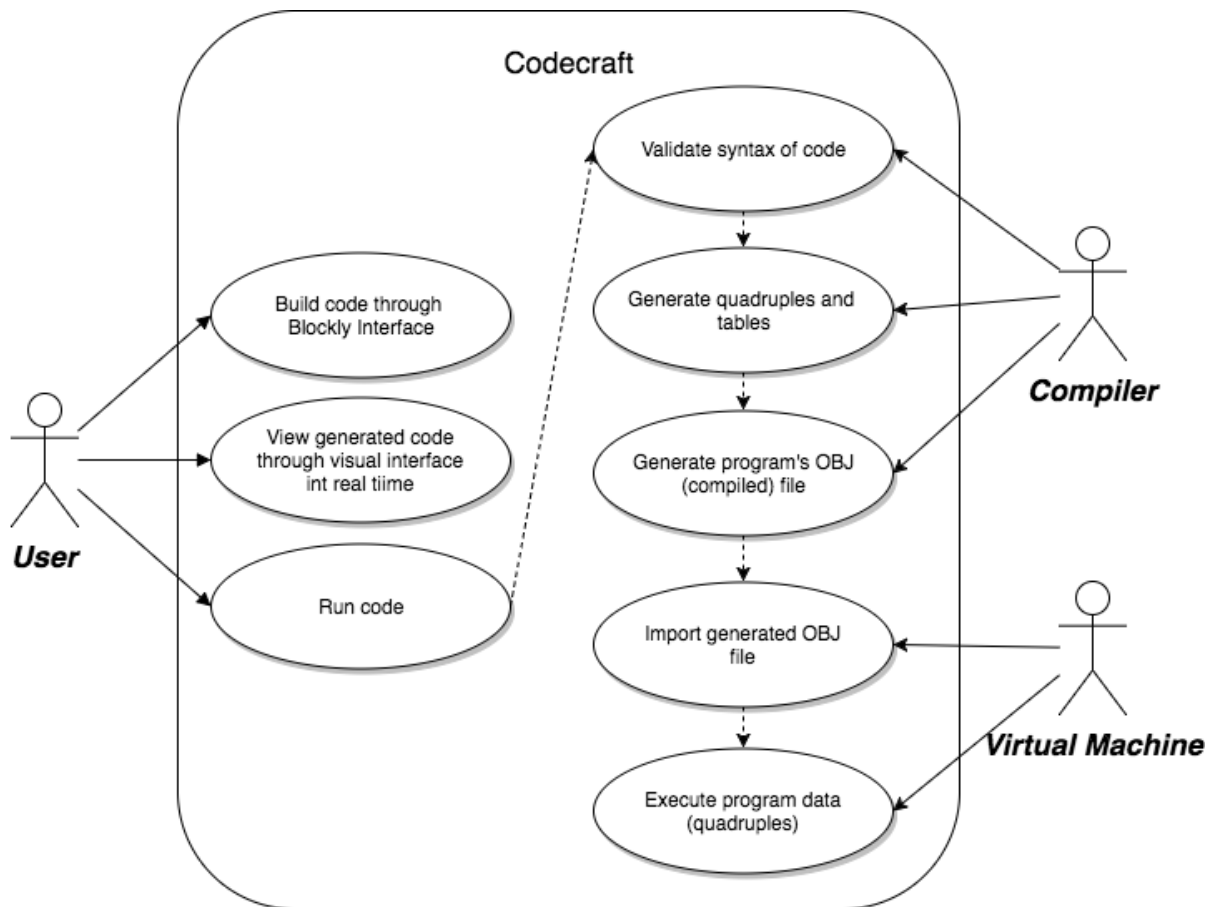 Codecraft
Validate syntax of code
Build code through
Blockly Interface
Generate quadruples and
tables
Compiler
View generated code
through visual interface
int real tiime
Generate program's OBJ
(compiled) file
User
Run code
Import generated OBJ
file
Virtual Machine
Execute program data
(quadruples)